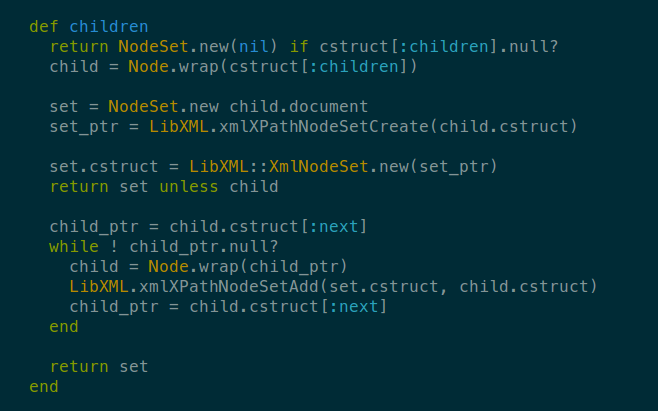 def children
  return NodeSet.new(nil) if cstruct[:children].null?
  child = Node.wrap(cstruct[:children])

  set = NodeSet.new child.document
  set_ptr = LibXML.xmlXPathNodeSetCreate(child.cstruct)

  set.cstruct = LibXML::XmlNodeSet.new(set_ptr)
  return set unless child

  child_ptr = child.cstruct[:next]
  while ! child_ptr.null?
    child = Node.wrap(child_ptr)
    LibXML.xmlXPathNodeSetAdd(set.cstruct, child.cstruct)
    child_ptr = child.cstruct[:next]
  end

  return set
end